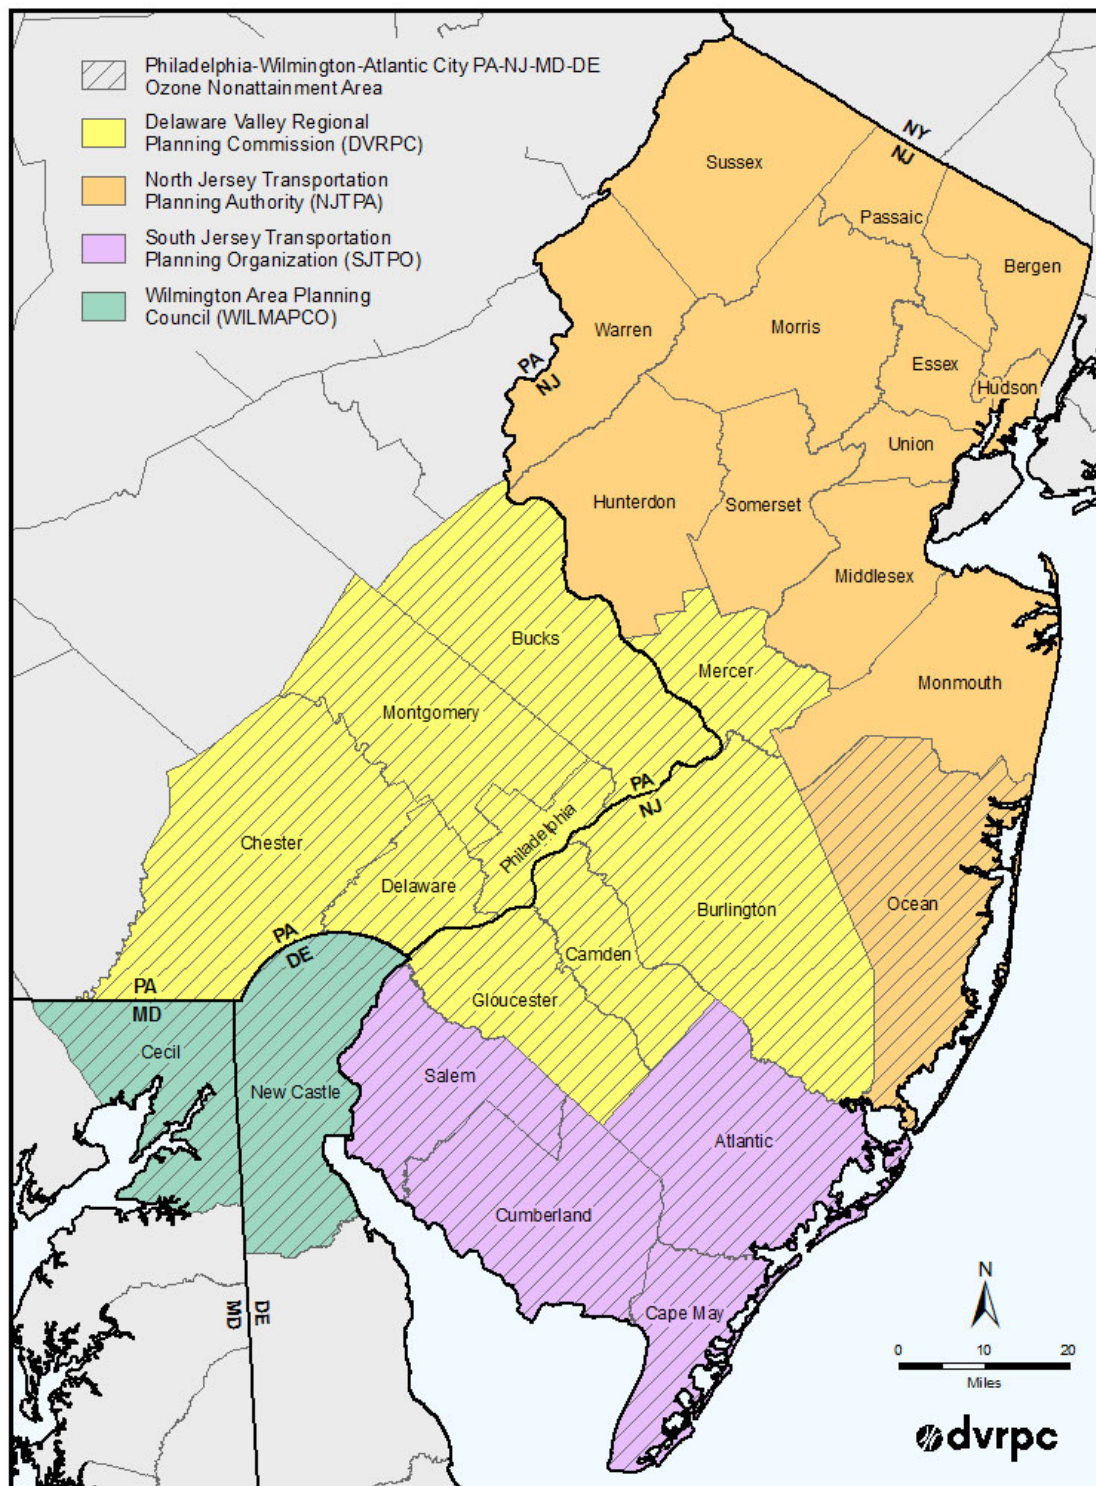 Philadelphia-Wilmington-Atlantic City PA-NJ-MD-DE
Ozone Nonattainment Area
Delaware Valley Regional
Planning Commission (DVRPC)
North Jersey Transportation
Planning Authority (NJTPA)
South Jersey Transportation
Planning Organization (SJTPO)
Wilmington Area Planning
Council (WILMAPCO)
NY
NJ
Sussex
Passaic
Bergen
Warren
Morris
Essex
Hudson
PA
NJ
Union
Hunterdon
Somerset
Middlesex
Bucks
Mercer
Monmouth
Montgomery
PA
NJ
Philadelphia
Chester
Delaware
Burlington
Ocean
PA
DE
Camden
Gloucester
PA
MD
Cecil
New Castle
Salem
Atlantic
Cumberland
Cape May
MD
DE
N
0 10 20
Miles
dvrpc